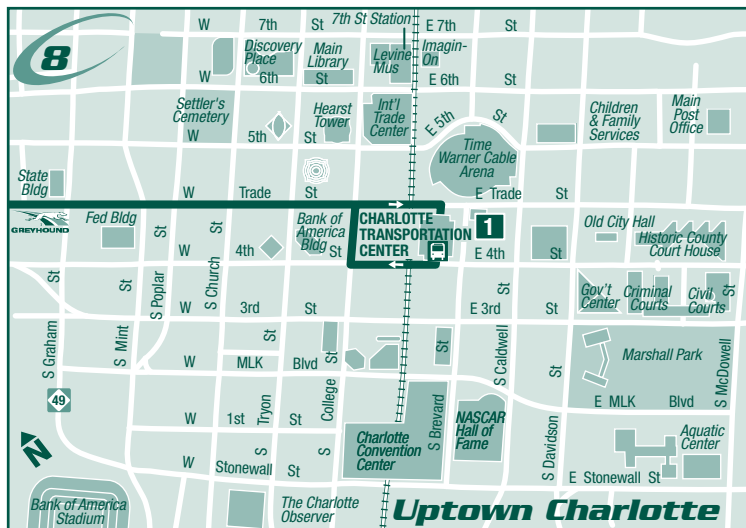 8
W 7th St
7th St Station
E 7th St
Discovery
Place
Main
Library
Levine
Mus
Imagin-
On
W 6th St
E 6th St
Settler's
Cemetery
Hearst
Tower
Int'l
Trade
Center
Children
& Family
Services
Main
Post
Office
W 5th St
E 5th St
Time
Warner Cable
Arena
State
Bldg
W Trade St
E Trade St
GREYHOUND
Fed Bldg
Bank of
America
Bldg
CHARLOTTE
TRANSPORTATION
CENTER
1
Old City Hall
Historic County
Court House
W 4th St
E 4th St
Gov't
Center
Criminal
Courts
Civil
Courts
W 3rd St
E 3rd St
S Graham St
S Mint St
S Poplar St
S Church St
S Tryon St
S College St
S Brevard St
S Caldwell St
S Davidson St
S McDowell St
W MLK Blvd
Marshall Park
E MLK Blvd
49
W 1st St
Charlotte
Convention
Center
NASCAR
Hall of
Fame
Aquatic
Center
N
W Stonewall St
E Stonewall St
Bank of America
Stadium
The Charlotte
Observer
Uptown Charlotte